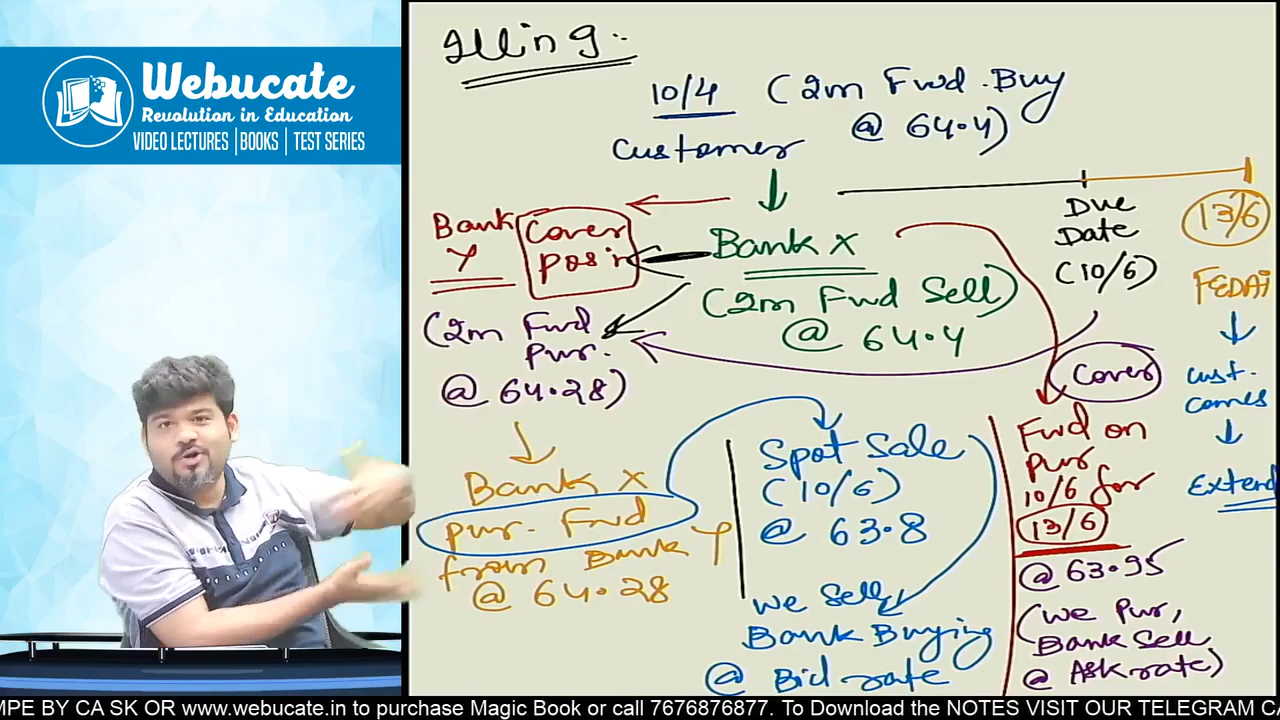 Webucate
Revolution in Education
VIDEO LECTURES | BOOKS | TEST SERIES
Illing.
10/4 (2m Fwd. Buy
@ 64.4)
Customer
Bank Y
Cover
posin
Bank X
(2m Fwd Sell)
@ 64.4
(2m Fwd
pur.
@ 64.28)
Bank X
pur. Fwd
from Bank Y
@ 64.28
Spot Sale
(10/6)
@ 63.8
we sell,
Bank Buying
@ Bid rate
Due
Date
(10/6)
Cover
Fwd on
pur
10/6 for
13/6
@ 63.95
(we pur,
Bank Sell
@ Ask rate)
13/6
FEDAi
cust.
comes
Extend
MPE BY CA SK OR www.webucate.in to purchase Magic Book or call 7676876877. To Download the NOTES VISIT OUR TELEGRAM CA